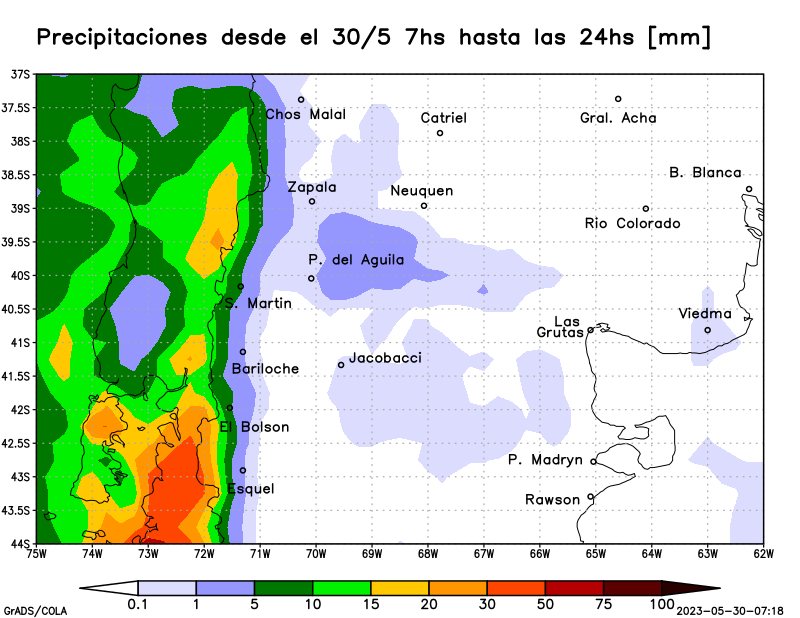 Precipitaciones desde el 30/5 7hs hasta las 24hs [mm]
37S
37.5S
38S
38.5S
39S
39.5S
40S
40.5S
41S
41.5S
42S
42.5S
43S
43.5S
44S
Chos Malal
Catriel
Gral. Acha
B. Blanca
Zapala
Neuquen
Rio Colorado
P. del Aguila
S. Martin
Viedma
Las
Grutas
Jacobacci
Bariloche
El Bolson
P. Madryn
Esquel
Rawson
75W 74W 73W 72W 71W 70W 69W 68W 67W 66W 65W 64W 63W 62W
0.1 1 5 10 15 20 30 50 75 100
GrADS/COLA
2023-05-30-07:18